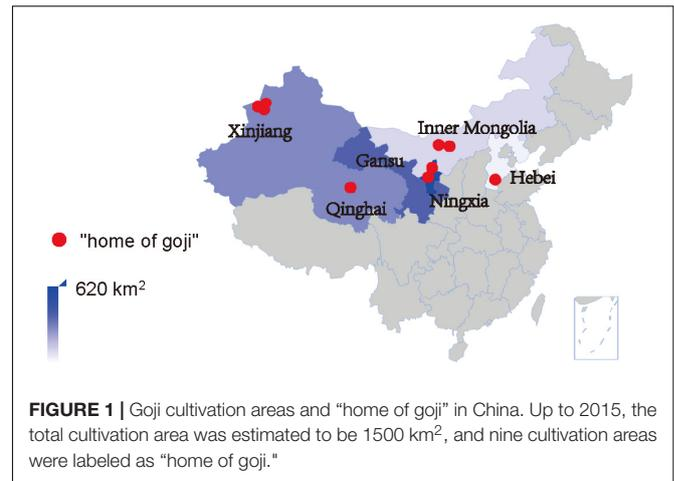 Xinjiang
Inner Mongolia
Gansu
Hebei
Qinghai
Ningxia
"home of goji"
620 km²
FIGURE 1 | Goji cultivation areas and “home of goji” in China. Up to 2015, the
total cultivation area was estimated to be 1500 km², and nine cultivation areas
were labeled as “home of goji."